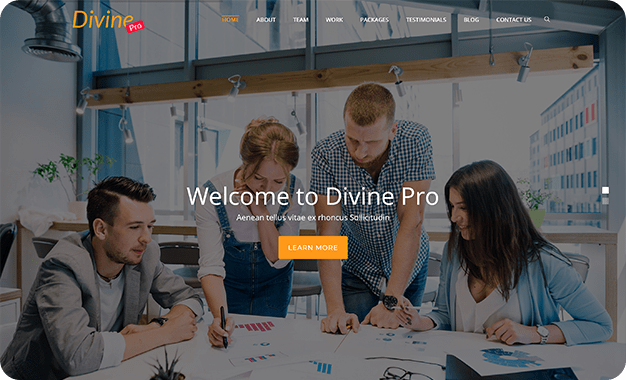 Divine
Pro
HOME ABOUT TEAM WORK PACKAGES TESTIMONIALS BLOG CONTACT US
Welcome to Divine Pro
Aenean tellus vitae ex rhoncus Sollicitudin
LEARN MORE